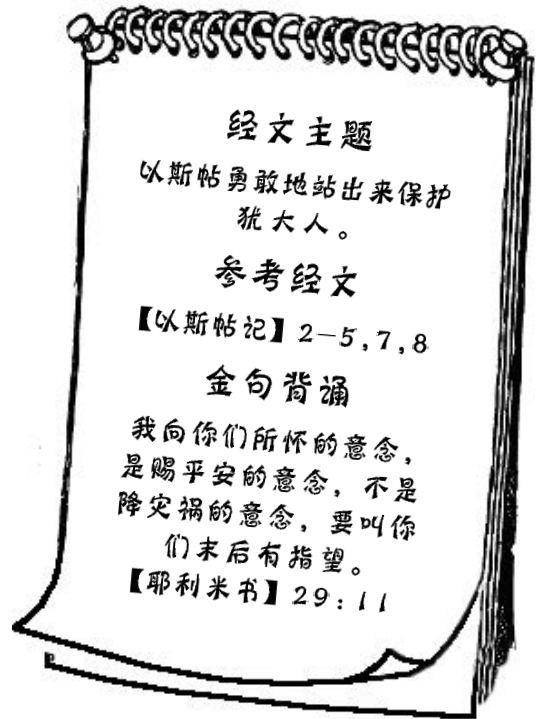 经文主题
以斯帖勇敢地站出来保护
犹大人。
参考经文
【以斯帖记】2—5,7,8
金句背诵
我向你们所怀的意念，
是赐平安的意念，不是
降灾祸的意念，要叫你
们末后有指望。
【耶利米书】29:11